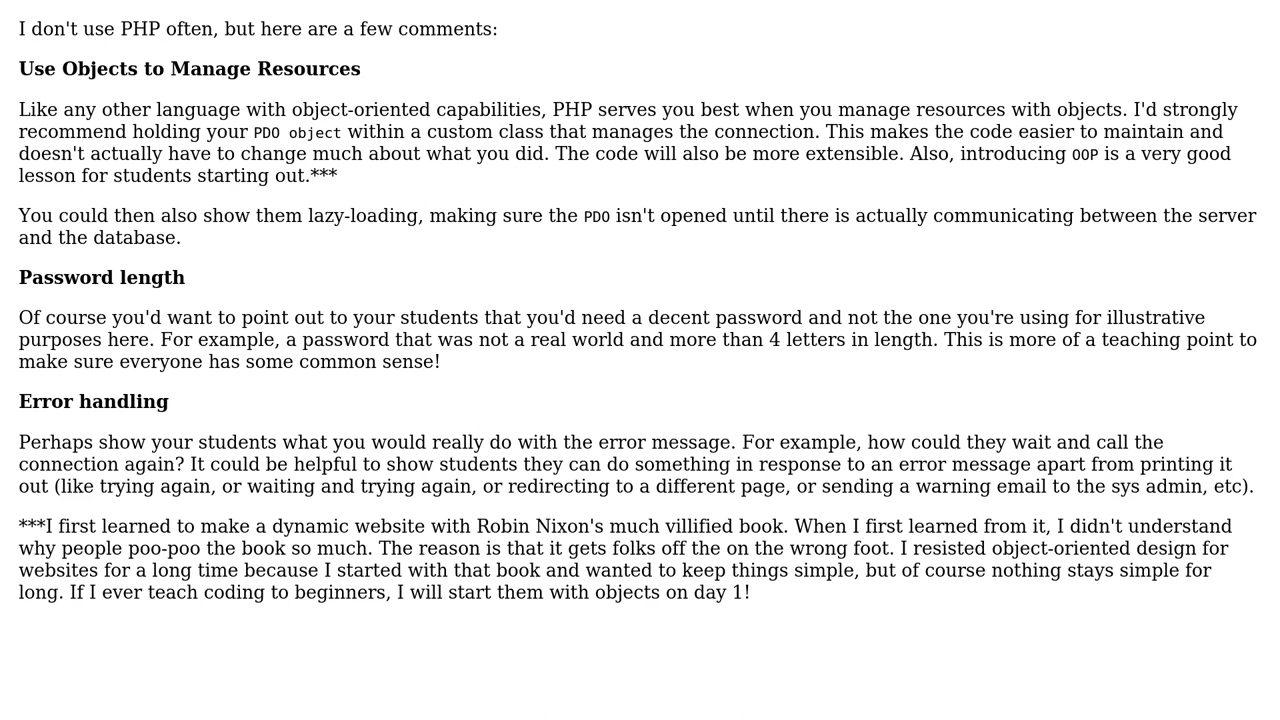 I don't use PHP often, but here are a few comments:
Use Objects to Manage Resources
Like any other language with object-oriented capabilities, PHP serves you best when you manage resources with objects. I'd strongly
recommend holding your PDO object within a custom class that manages the connection. This makes the code easier to maintain and
doesn't actually have to change much about what you did. The code will also be more extensible. Also, introducing OOP is a very good
lesson for students starting out.***
You could then also show them lazy-loading, making sure the PDO isn't opened until there is actually communicating between the server
and the database.
Password length
Of course you'd want to point out to your students that you'd need a decent password and not the one you're using for illustrative
purposes here. For example, a password that was not a real world and more than 4 letters in length. This is more of a teaching point to
make sure everyone has some common sense!
Error handling
Perhaps show your students what you would really do with the error message. For example, how could they wait and call the
connection again? It could be helpful to show students they can do something in response to an error message apart from printing it
out (like trying again, or waiting and trying again, or redirecting to a different page, or sending a warning email to the sys admin, etc).
***I first learned to make a dynamic website with Robin Nixon's much villified book. When I first learned from it, I didn't understand
why people poo-poo the book so much. The reason is that it gets folks off the on the wrong foot. I resisted object-oriented design for
websites for a long time because I started with that book and wanted to keep things simple, but of course nothing stays simple for
long. If I ever teach coding to beginners, I will start them with objects on day 1!